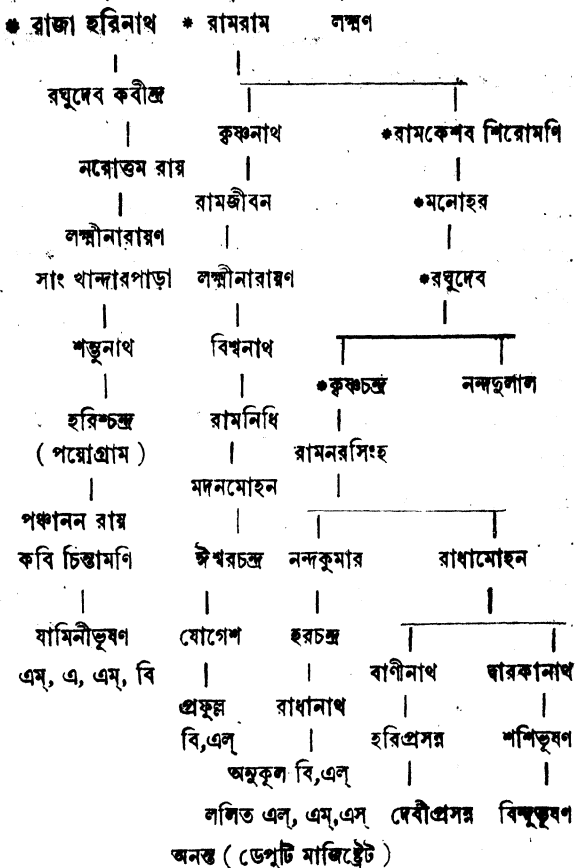 * রাজা হরিনাথ * রামরাম লক্ষ্মণ
রঘুদেব কবীন্দ্র
কৃষ্ণনাথ *রামকেশব শিরোমণি
নরোত্তম রায়
রামজীবন *মনোহর
লক্ষ্মীনারায়ণ
সাং খান্দারপাড়া লক্ষ্মীনারায়ণ *রঘুদেব
শম্ভুনাথ বিশ্বনাথ
*কৃষ্ণচন্দ্র নন্দদুলাল
হরিশ্চন্দ্র রামনিধি
( পয়োগ্রাম ) রামনরসিংহ
মদনমোহন
পঞ্চানন রায়
কবি চিন্তামণি ঈশ্বরচন্দ্র নন্দকুমার রাধামোহন
যামিনীভূষণ যোগেশ হরচন্দ্র
এম্, এ, এম্, বি বাণীনাথ দ্বারকানাথ
প্রফুল্ল রাধানাথ
বি,এল্ হরিপ্রসন্ন শশিভূষণ
অনুকূল বি,এল্
ললিত এল্, এম্,এস্ দেবীপ্রসন্ন বিন্দুভূষণ
অনন্ত ( ডেপুটি মাজিষ্ট্রেট )